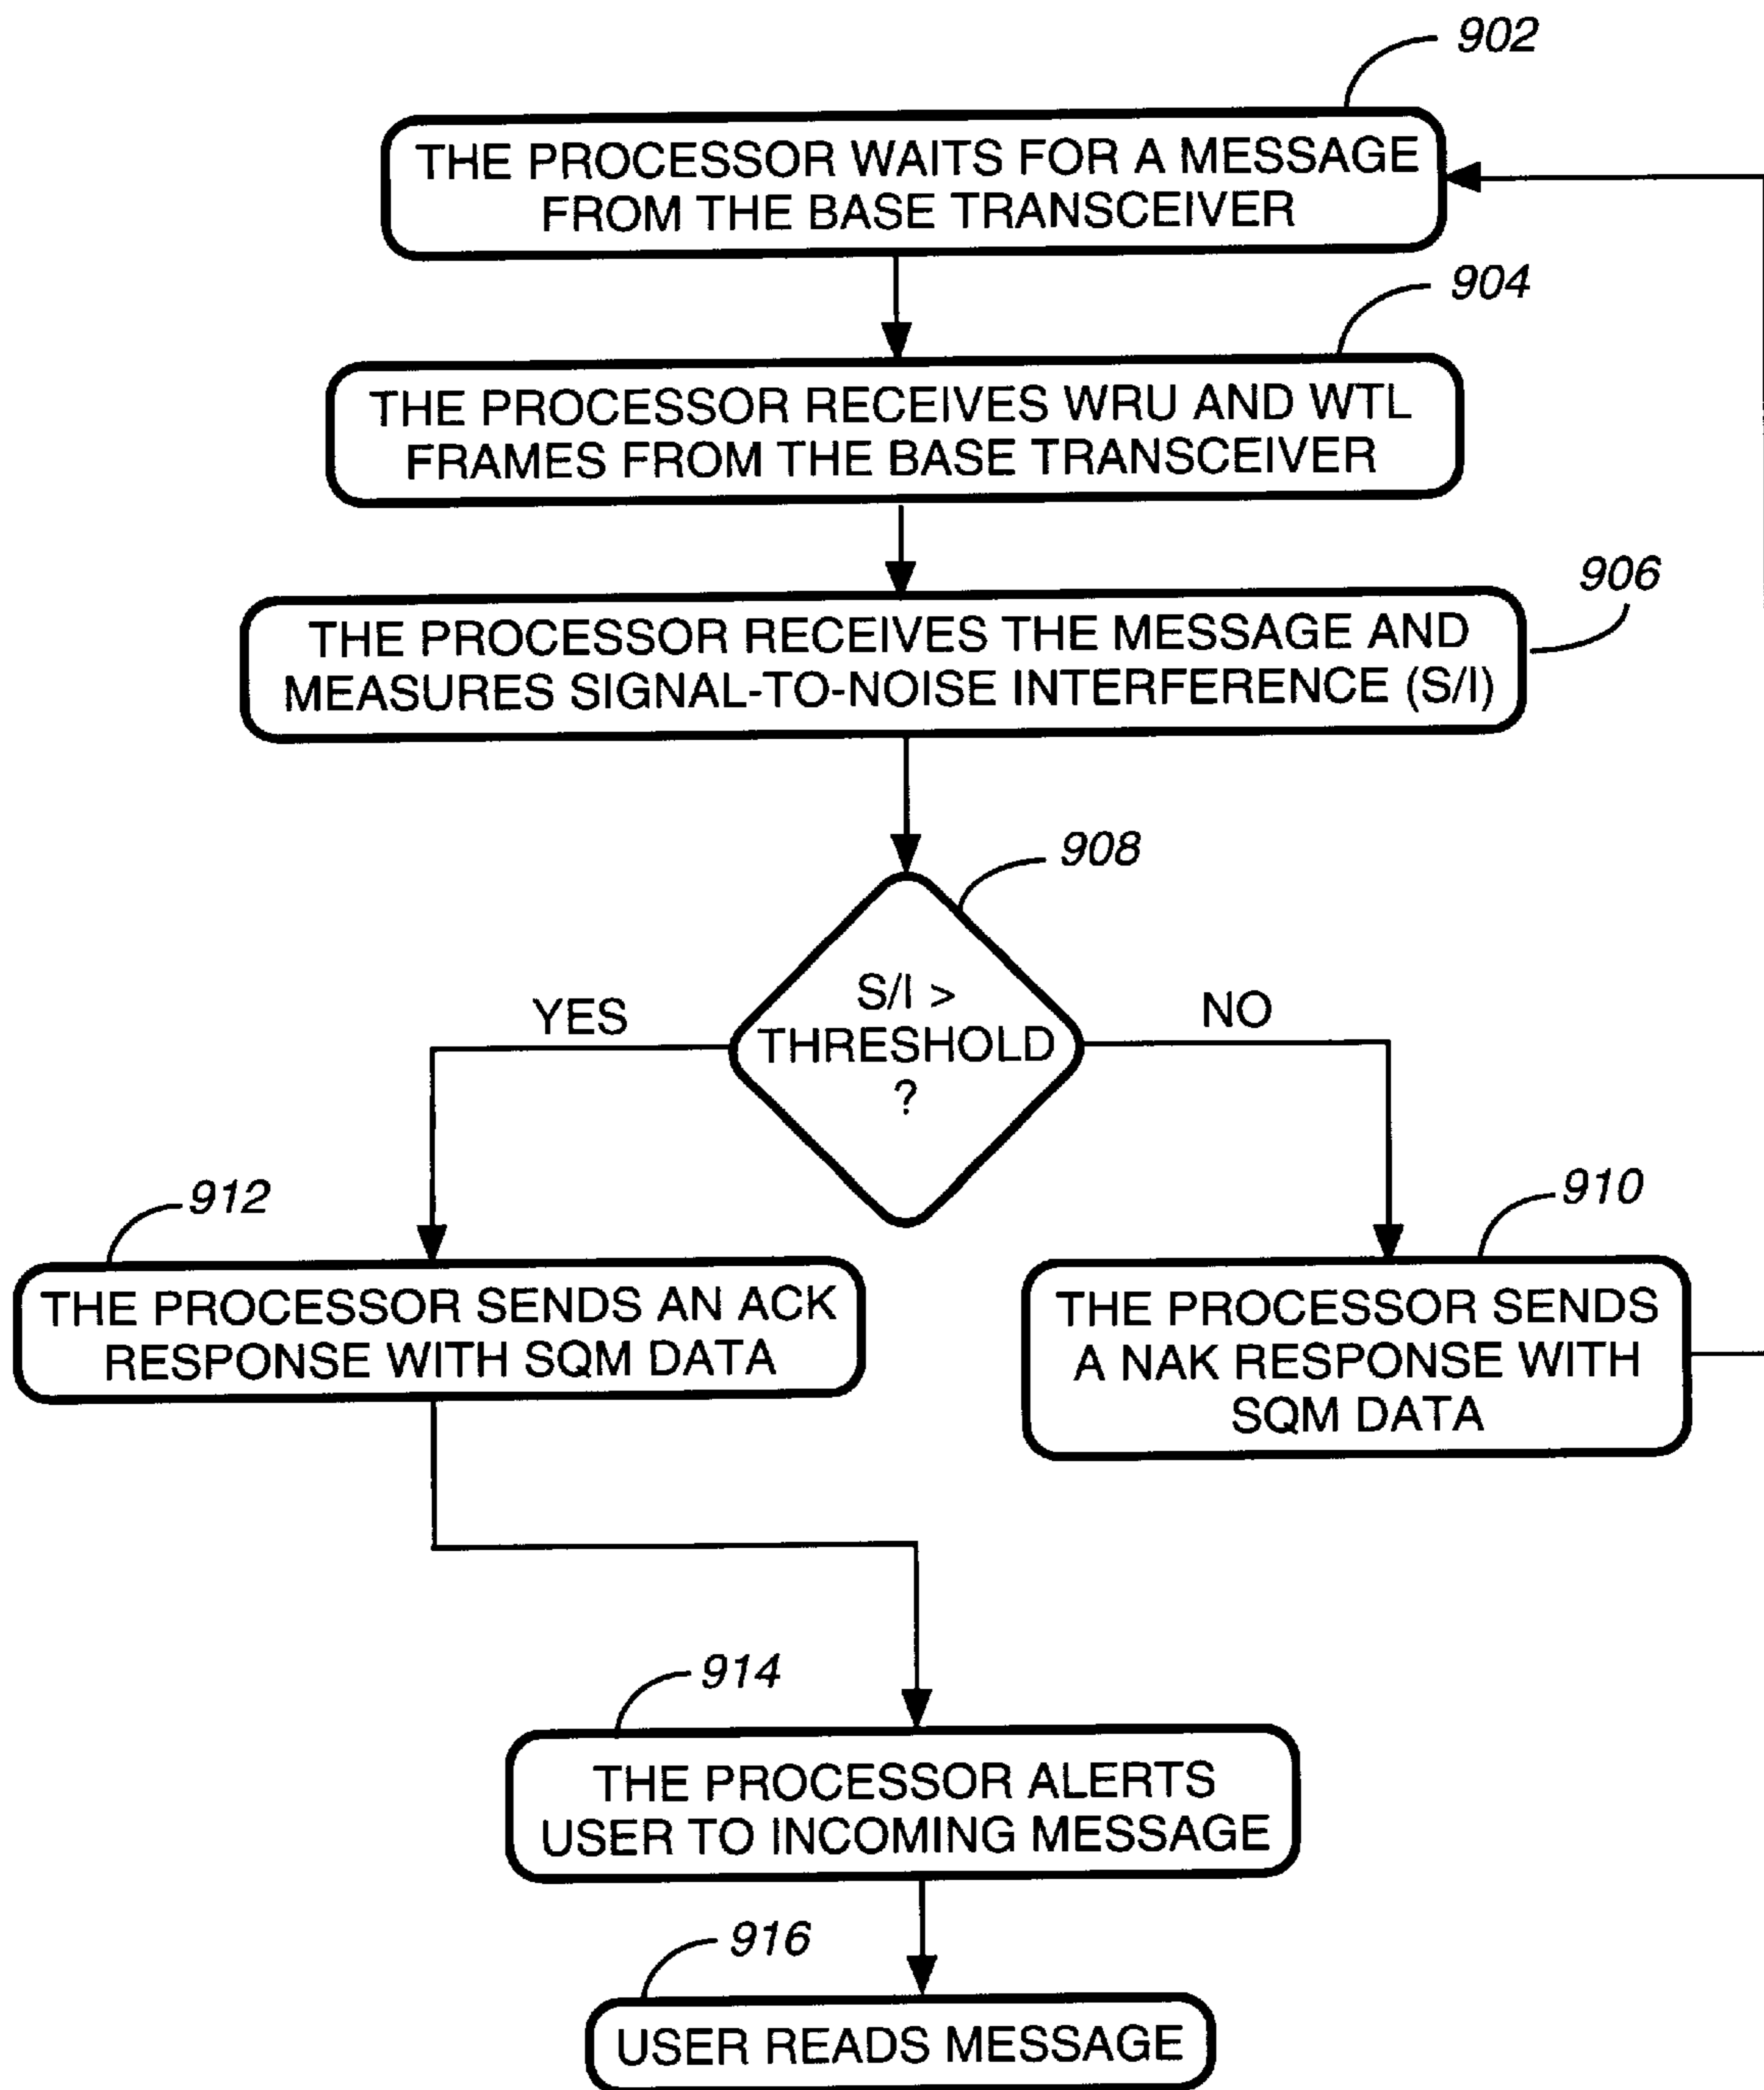 902
THE PROCESSOR WAITS FOR A MESSAGE
FROM THE BASE TRANSCEIVER
904
THE PROCESSOR RECEIVES WRU AND WTL
FRAMES FROM THE BASE TRANSCEIVER
906
THE PROCESSOR RECEIVES THE MESSAGE AND
MEASURES SIGNAL-TO-NOISE INTERFERENCE (S/I)
908
S/I >
THRESHOLD
?
YES
NO
912
THE PROCESSOR SENDS AN ACK
RESPONSE WITH SQM DATA
910
THE PROCESSOR SENDS
A NAK RESPONSE WITH
SQM DATA
914
THE PROCESSOR ALERTS
USER TO INCOMING MESSAGE
916
USER READS MESSAGE